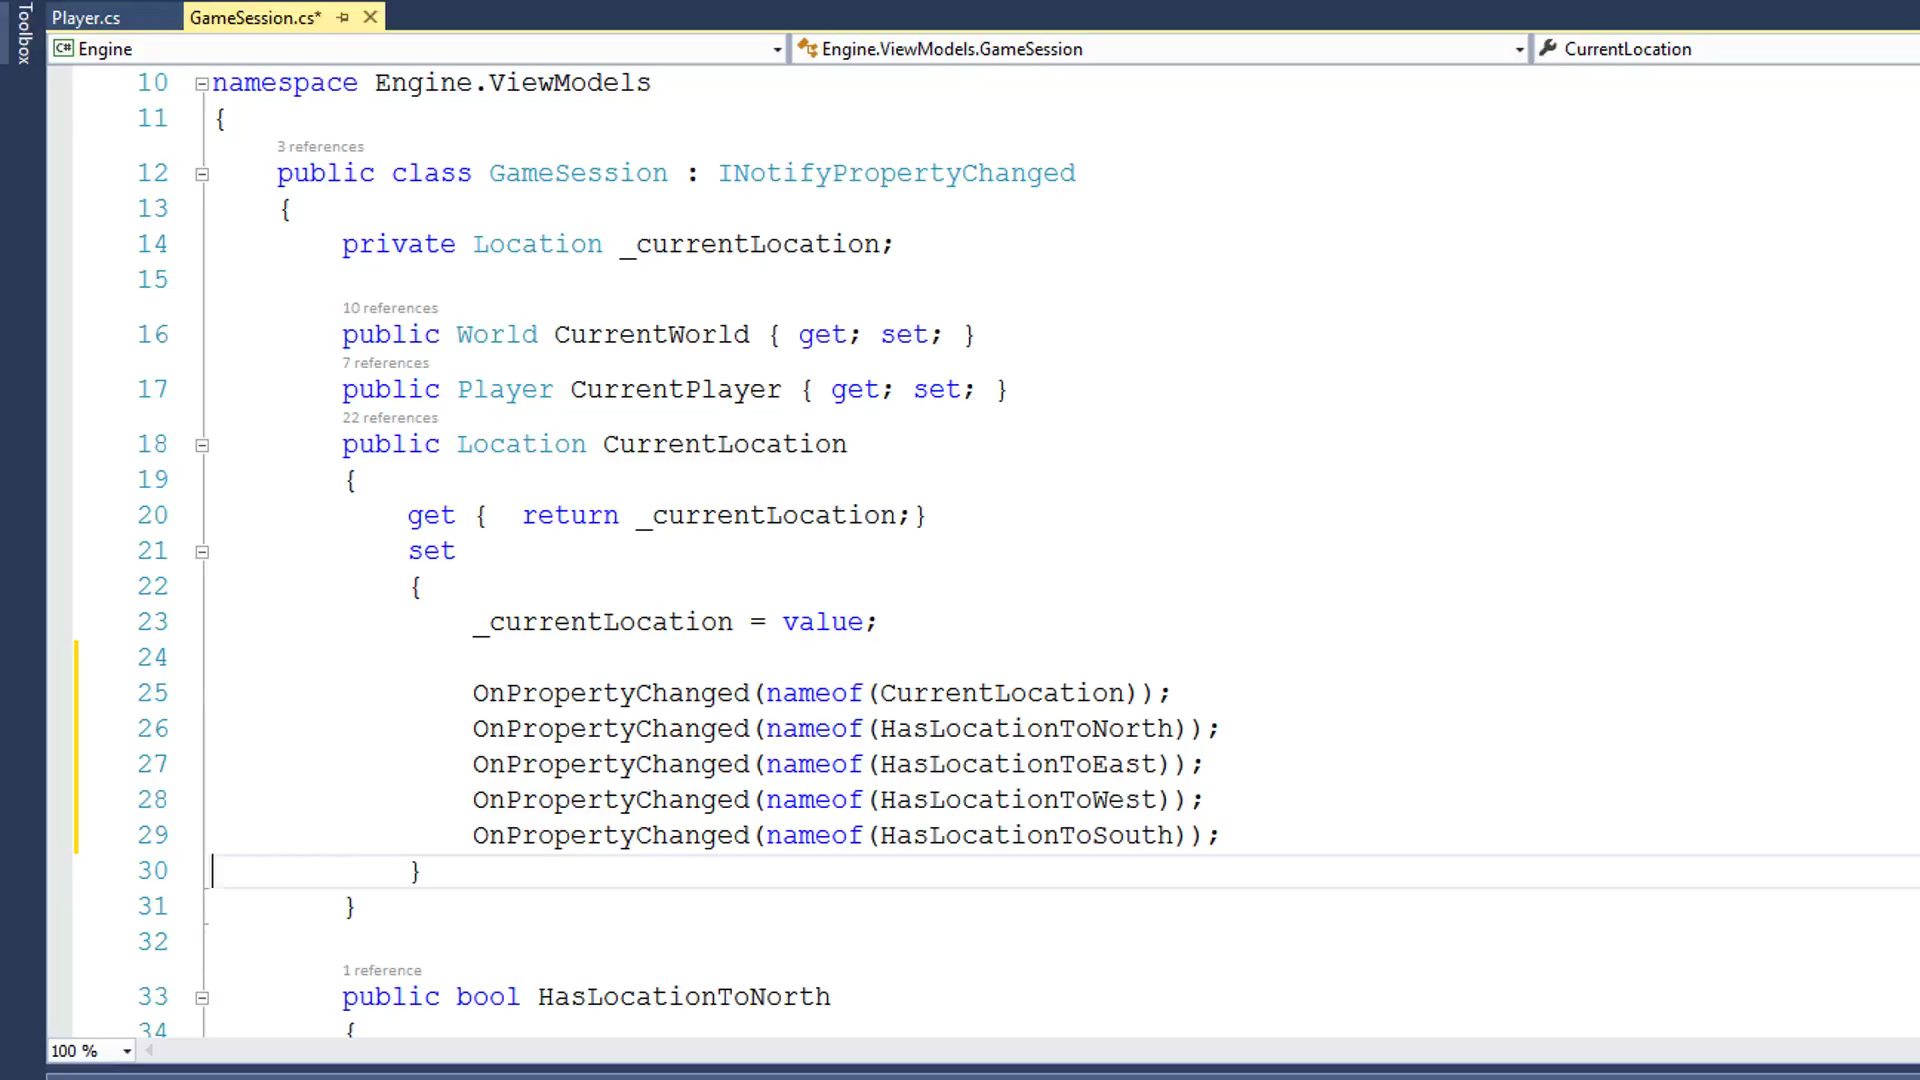 Toolbox
Player.cs
GameSession.cs*
C# Engine
Engine.ViewModels.GameSession
CurrentLocation
10 namespace Engine.ViewModels
11 {
3 references
12 public class GameSession : INotifyPropertyChanged
13 {
14 private Location _currentLocation;
15
10 references
16 public World CurrentWorld { get; set; }
7 references
17 public Player CurrentPlayer { get; set; }
22 references
18 public Location CurrentLocation
19 {
20 get {  return _currentLocation;}
21 set
22 {
23 _currentLocation = value;
24
25 OnPropertyChanged(nameof(CurrentLocation));
26 OnPropertyChanged(nameof(HasLocationToNorth));
27 OnPropertyChanged(nameof(HasLocationToEast));
28 OnPropertyChanged(nameof(HasLocationToWest));
29 OnPropertyChanged(nameof(HasLocationToSouth));
30 }
31 }
32
1 reference
33 public bool HasLocationToNorth
34 {
100 %